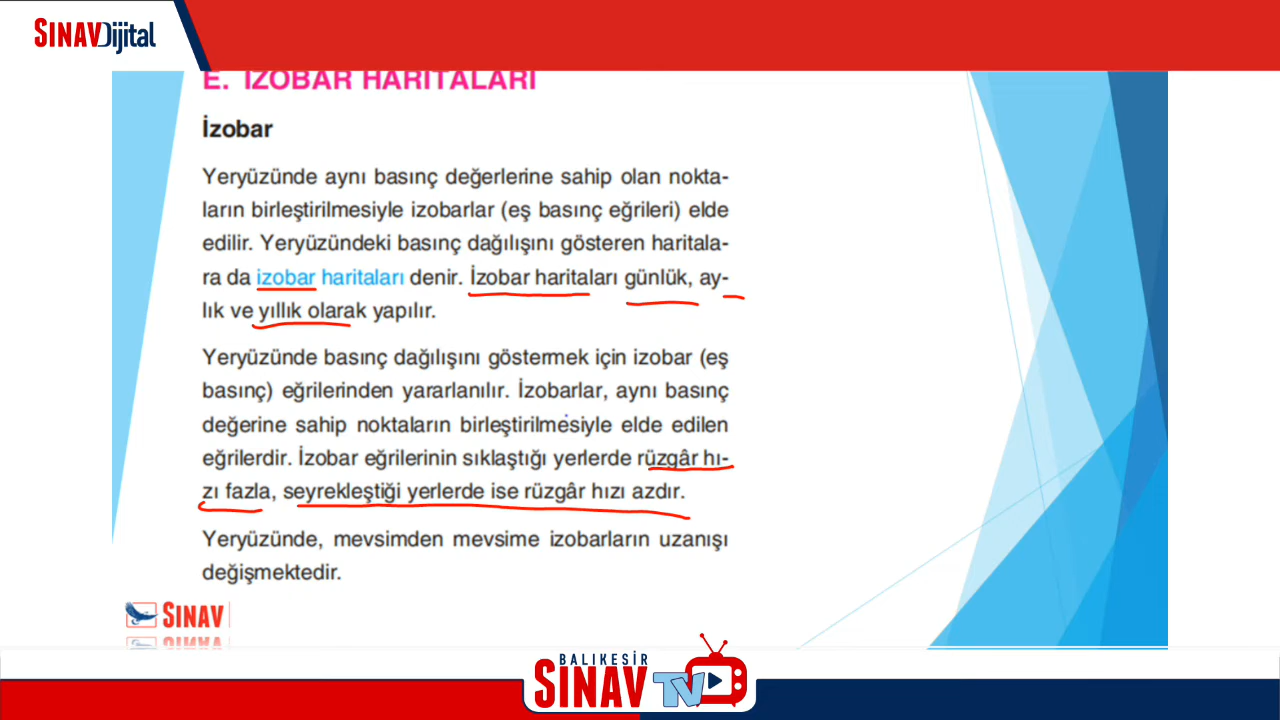 SINAVDijital
E. İZOBAR HARİTALARI
İzobar
Yeryüzünde aynı basınç değerlerine sahip olan nokta-
ların birleştirilmesiyle izobarlar (eş basınç eğrileri) elde
edilir. Yeryüzündeki basınç dağılışını gösteren haritala-
ra da izobar haritaları denir. İzobar haritaları günlük, ay-
lık ve yıllık olarak yapılır.
Yeryüzünde basınç dağılışını göstermek için izobar (eş
basınç) eğrilerinden yararlanılır. İzobarlar, aynı basınç
değerine sahip noktaların birleştirilmesiyle elde edilen
eğrilerdir. İzobar eğrilerinin sıklaştığı yerlerde rüzgâr hı-
zı fazla, seyrekleştiği yerlerde ise rüzgâr hızı azdır.
Yeryüzünde, mevsimden mevsime izobarların uzanışı
değişmektedir.
SINAV
BALIKESİR
SINAV TV